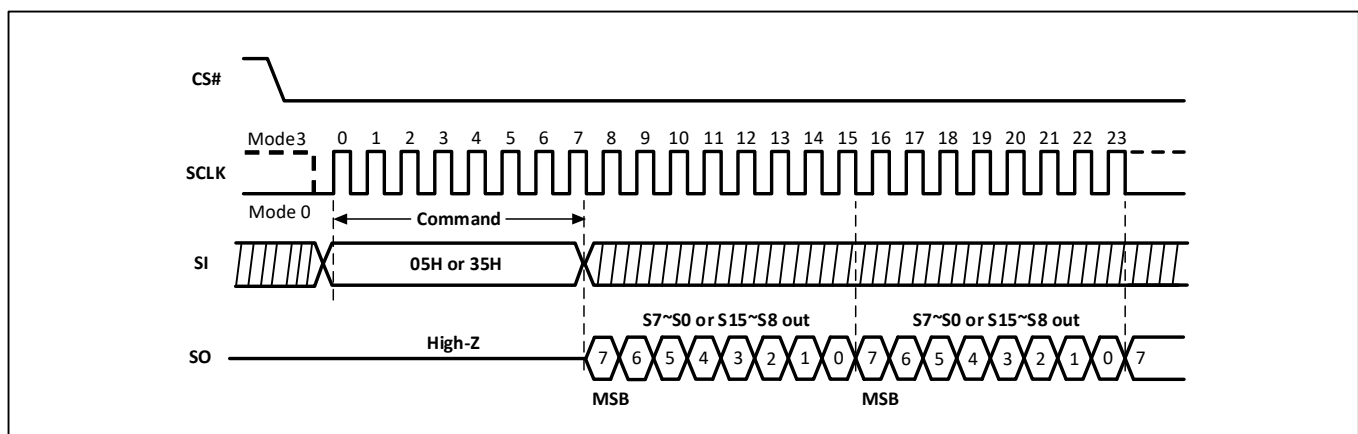 CS#
Mode3 0 1 2 3 4 5 6 7 8 9 10 11 12 13 14 15 16 17 18 19 20 21 22 23
SCLK
Mode 0
Command
SI 05H or 35H
S7~S0 or S15~S8 out S7~S0 or S15~S8 out
High-Z
SO 7 6 5 4 3 2 1 0 7 6 5 4 3 2 1 0 7
MSB MSB